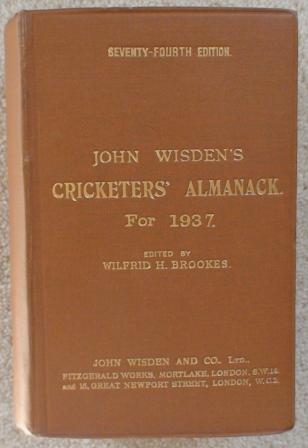 SEVENTY-FOURTH EDITION.
JOHN WISDEN'S
CRICKETERS' ALMANACK.
For 1937.
EDITED BY
WILFRID H. BROOKES.
JOHN WISDEN AND CO., LTD.,
FITZGERALD WORKS, MORTLAKE, LONDON, S.W.14.
and 15, GREAT NEWPORT STREET, LONDON, W.C.2.